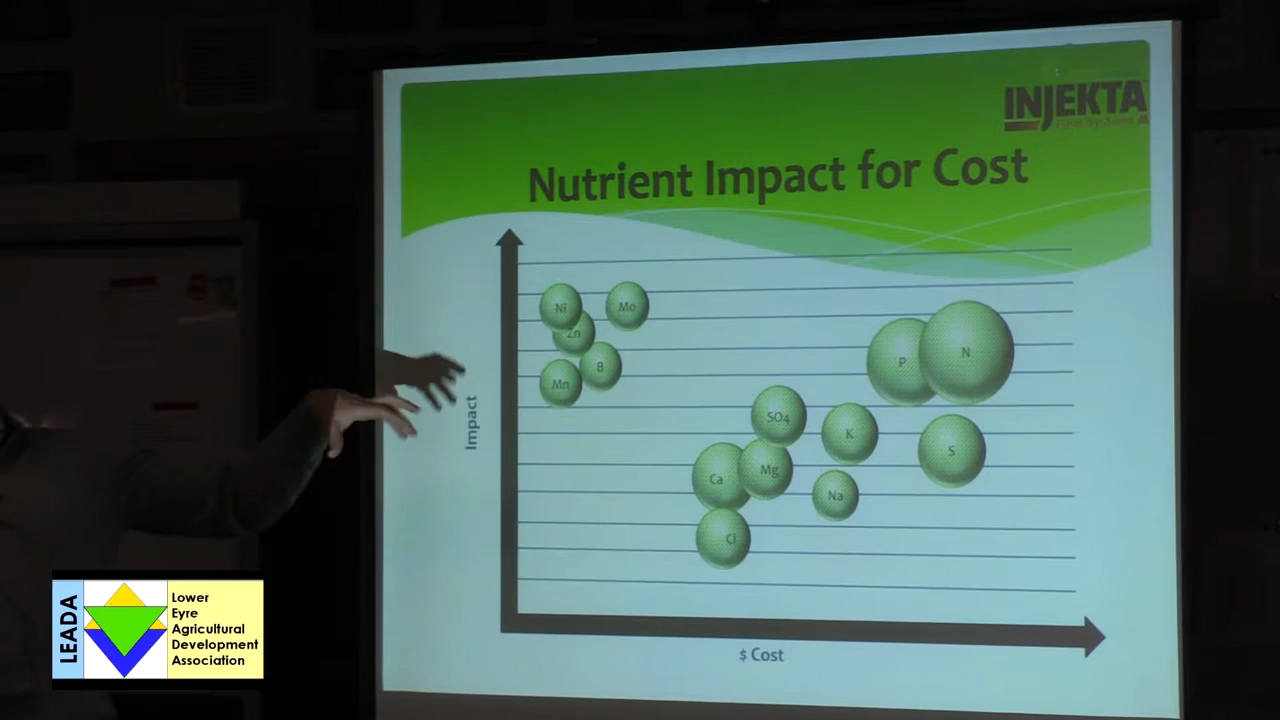 INJEKTA
Field Systems
Nutrient Impact for Cost
Ni
Mo
Zn
B
Mn
P
N
SO₄
K
S
Ca
Mg
Na
Cl
Impact
$ Cost
LEADA
Lower
Eyre
Agricultural
Development
Association